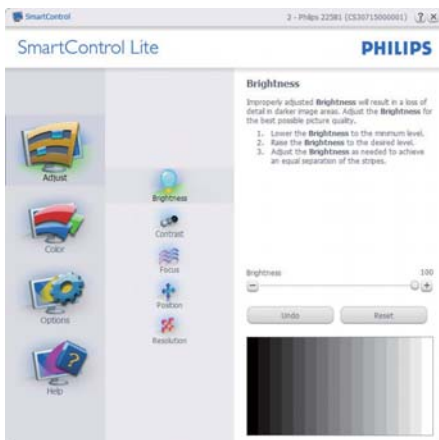 SmartControl
2 - Philips 225B1 (CS30715000001)
SmartControl Lite
PHILIPS
Adjust
Color
Options
Help
Brightness
Contrast
Focus
Position
Resolution
Brightness
Improperly adjusted Brightness will result in a loss of
detail in darker image areas. Adjust the Brightness for
the best possible picture quality.
1. Lower the Brightness to the minimum level.
2. Raise the Brightness to the desired level.
3. Adjust the Brightness as needed to achieve
an equal separation of the stripes.
Brightness 100
Undo
Reset